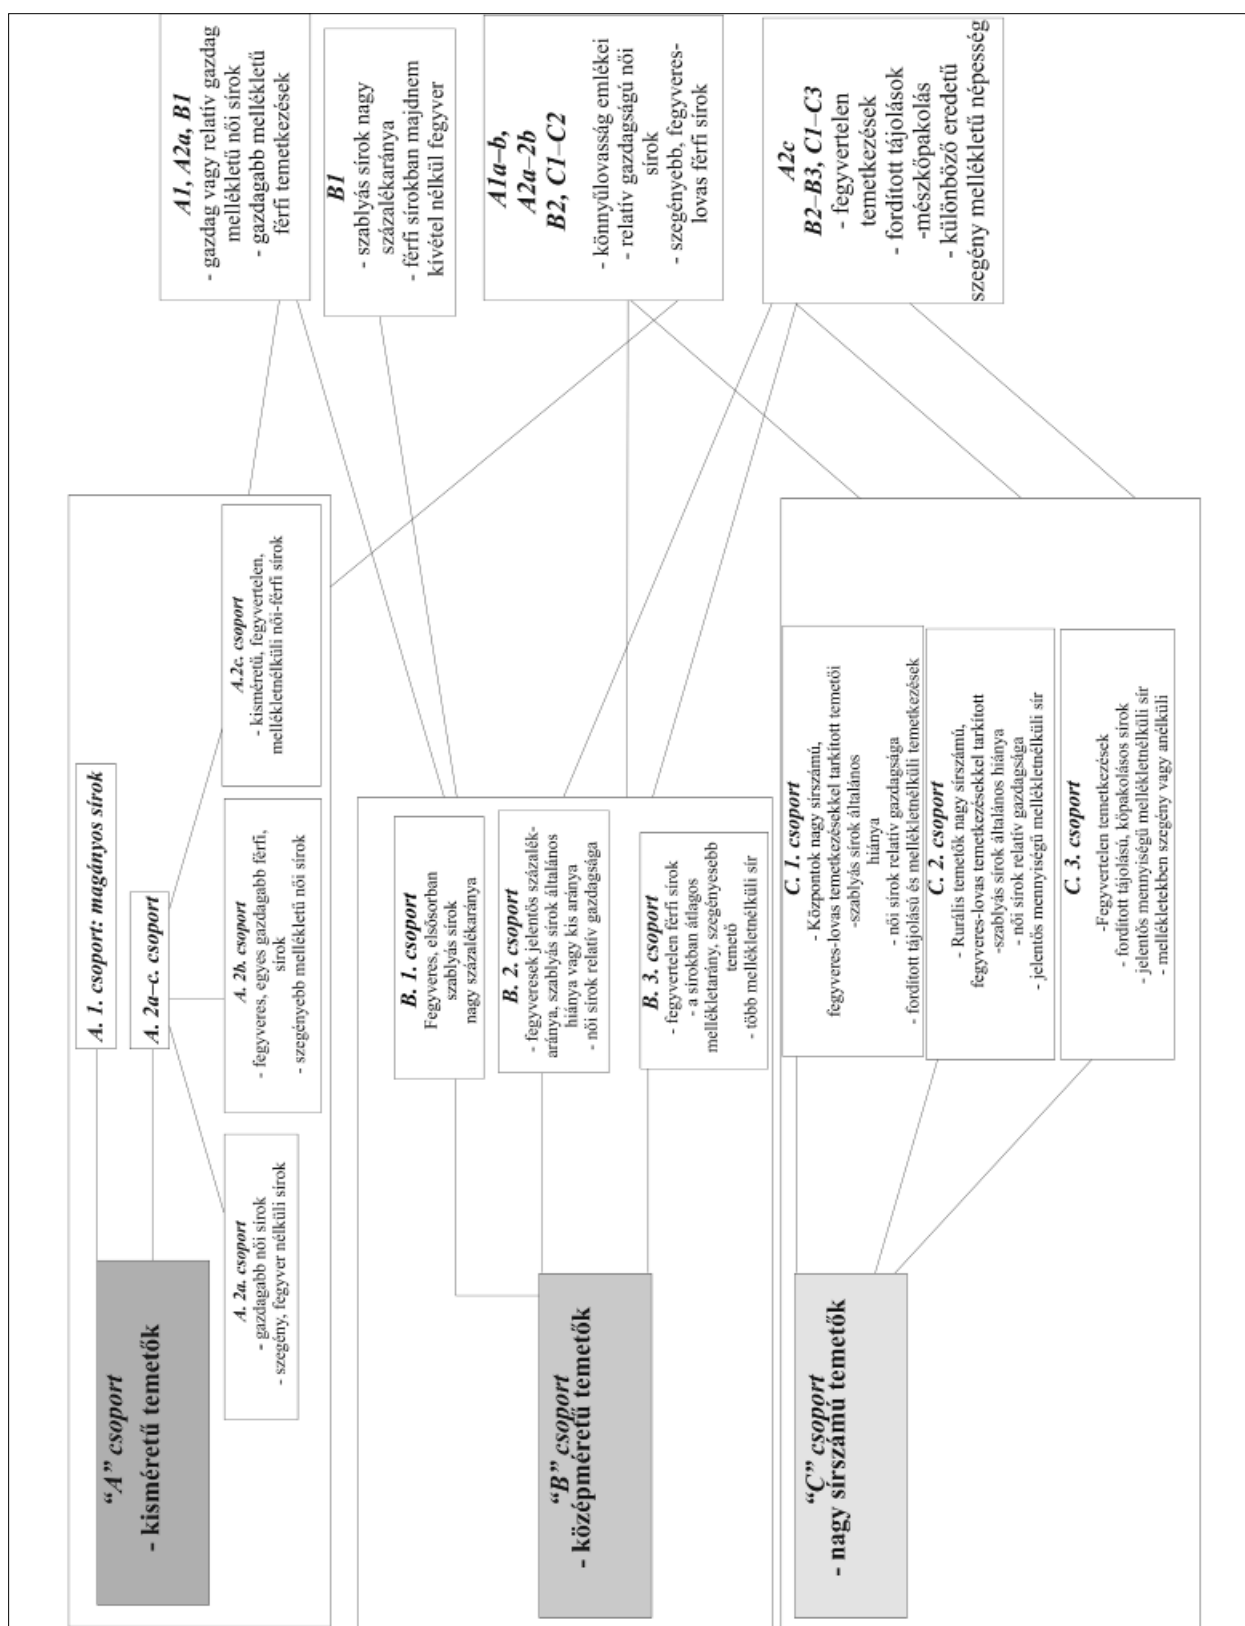 "A" csoport
- kisméretű temetők
A. 1. csoport: magányos sírok
A. 2a–c. csoport
A. 2a. csoport
- gazdagabb női sírok
- szegény, fegyver nélküli sírok
A. 2b. csoport
- fegyveres, egyes gazdagabb férfi,
sírok
- szegényebb mellékletű női sírok
A.2c. csoport
- kisméretű, fegyvertelen,
mellékletnélküli női-férfi sírok
"B" csoport
- középméretű temetők
B. 1. csoport
Fegyveres, elsősorban
szablyás sírok
nagy százalékaránya
B. 2. csoport
- fegyveresek jelentős százalék-
aránya, szablyás sírok általános
hiánya vagy kis aránya
- női sírok relatív gazdagsága
B. 3. csoport
- fegyvertelen férfi sírok
- a sírokban átlagos
mellékletarány, szegényesebb
temető
- több mellékletnélküli sír
"C" csoport
- nagy sírszámú temetők
C. 1. csoport
- Központok nagy sírszámú,
fegyveres-lovas temetkezésekkel tarkított temetői
-szablyás sírok általános
hiánya
- női sírok relatív gazdagsága
- fordított tájolású és mellékletnélküli temetkezések
C. 2. csoport
- Rurális temetők nagy sírszámú,
fegyveres-lovas temetkezésekkel tarkított
-szablyás sírok általános hiánya
- női sírok relatív gazdagsága
- jelentős mennyiségű mellékletnélküli sír
C. 3. csoport
-Fegyvertelen temetkezések
- fordított tájolású, kőpakolásos sírok
- jelentős mennyiségű mellékletnélküli sír
- mellékletekben szegény vagy anélküli
A1, A2a, B1
- gazdag vagy relatív gazdag
mellékletű női sírok
- gazdagabb mellékletű
férfi temetkezések
B1
- szablyás sírok nagy
százalékaránya
- férfi sírokban majdnem
kivétel nélkül fegyver
A1a–b,
A2a–2b
B2, C1–C2
- könnyűlovasság emlékei
- relatív gazdagságú női
sírok
- szegényebb, fegyveres-
lovas férfi sírok
A2c
B2–B3, C1–C3
- fegyvertelen
temetkezések
- fordított tájolások
-mészkőpakolás
- különböző eredetű
szegény mellékletű népesség